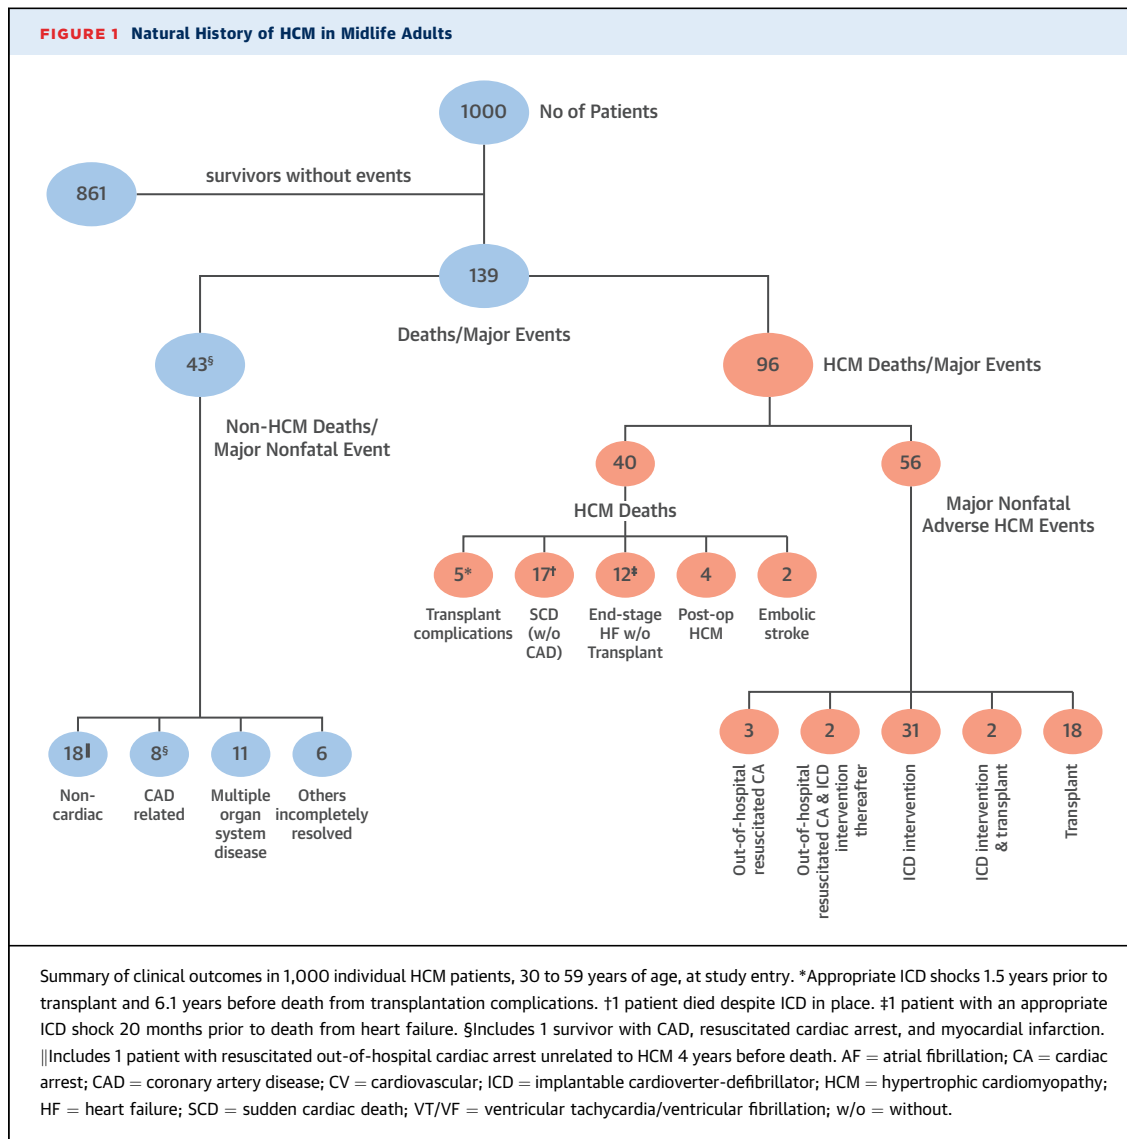 FIGURE 1 Natural History of HCM in Midlife Adults
1000
No of Patients
survivors without events
861
139
Deaths/Major Events
43§
Non-HCM Deaths/
Major Nonfatal Event
96
HCM Deaths/Major Events
40
HCM Deaths
56
Major Nonfatal
Adverse HCM Events
5*
Transplant
complications
17†
SCD
(w/o
CAD)
12‡
End-stage
HF w/o
Transplant
4
Post-op
HCM
2
Embolic
stroke
18‖
Non-
cardiac
8§
CAD
related
11
Multiple
organ
system
disease
6
Others
incompletely
resolved
3
Out-of-hospital
resuscitated CA
2
Out-of-hospital
resuscitated CA & ICD
intervention
thereafter
31
ICD intervention
2
ICD intervention
& transplant
18
Transplant
Summary of clinical outcomes in 1,000 individual HCM patients, 30 to 59 years of age, at study entry. *Appropriate ICD shocks 1.5 years prior to
transplant and 6.1 years before death from transplantation complications. †1 patient died despite ICD in place. ‡1 patient with an appropriate
ICD shock 20 months prior to death from heart failure. §Includes 1 survivor with CAD, resuscitated cardiac arrest, and myocardial infarction.
‖Includes 1 patient with resuscitated out-of-hospital cardiac arrest unrelated to HCM 4 years before death. AF = atrial fibrillation; CA = cardiac
arrest; CAD = coronary artery disease; CV = cardiovascular; ICD = implantable cardioverter-defibrillator; HCM = hypertrophic cardiomyopathy;
HF = heart failure; SCD = sudden cardiac death; VT/VF = ventricular tachycardia/ventricular fibrillation; w/o = without.